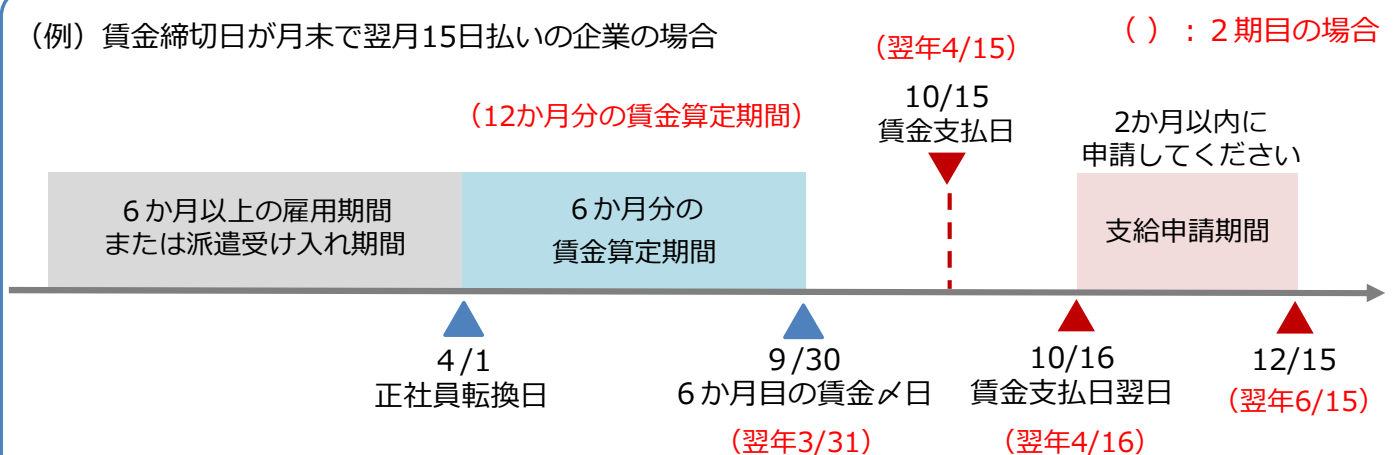 （例）賃金締切日が月末で翌月15日払いの企業の場合
（ ）：２期目の場合
（翌年4/15）
（12か月分の賃金算定期間）
10/15
賃金支払日
2か月以内に
申請してください
６か月以上の雇用期間
または派遣受け入れ期間
６か月分の
賃金算定期間
支給申請期間
４/1
正社員転換日
９/30
６か月目の賃金〆日
（翌年3/31）
10/16
賃金支払日翌日
（翌年4/16）
12/15
（翌年6/15）